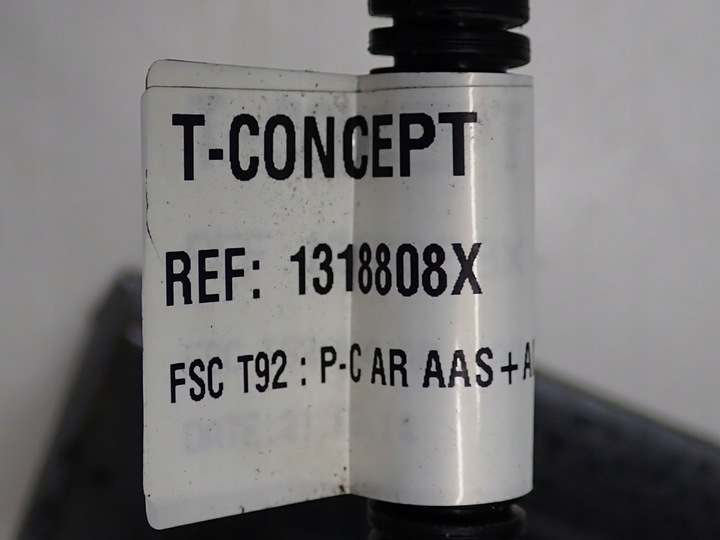 T-CONCEPT
REF: 1318808X
FSC T92 : P-C AR AAS+A